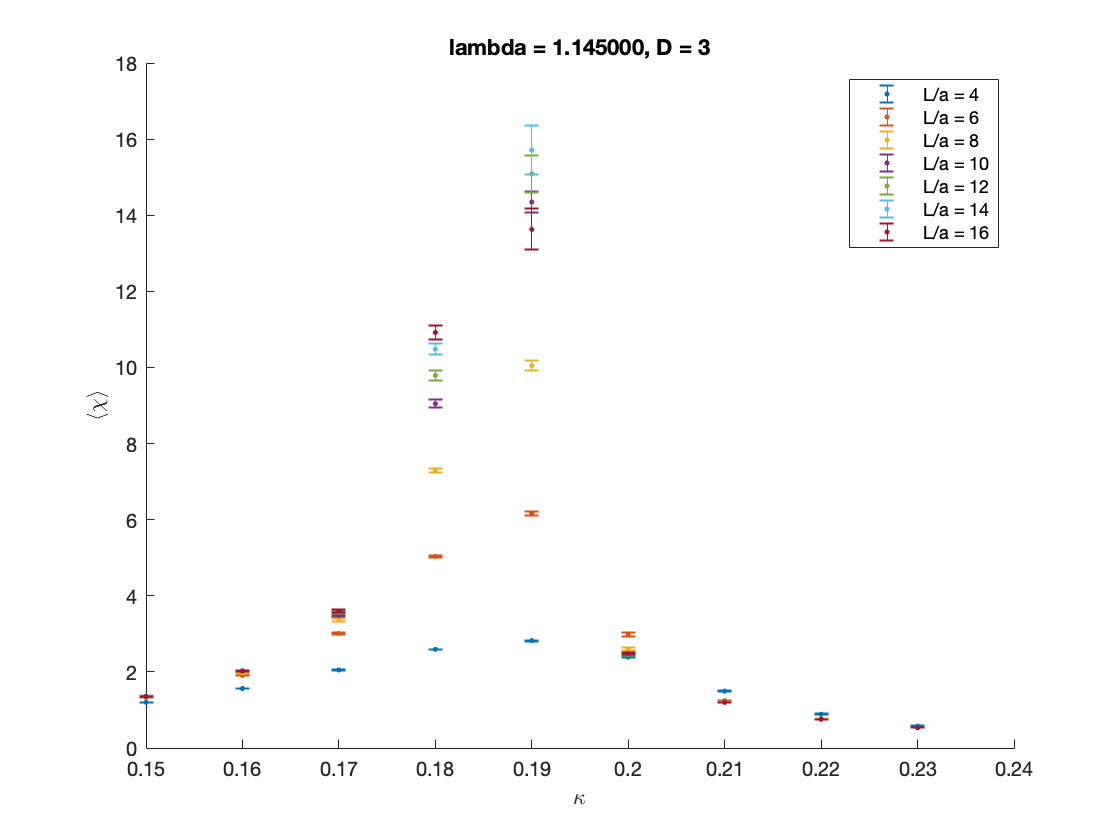 lambda = 1.145000, D = 3
18
16
14
12
10
8
6
4
2
0
⟨χ⟩
L/a = 4
L/a = 6
L/a = 8
L/a = 10
L/a = 12
L/a = 14
L/a = 16
0.15 0.16 0.17 0.18 0.19 0.2 0.21 0.22 0.23 0.24
κ